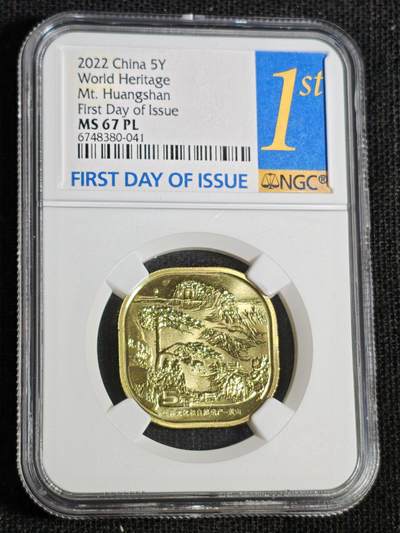 2022 China 5Y
World Heritage
Mt. Huangshan
First Day of Issue
MS 67 PL
6748380-041
1st
FIRST DAY OF ISSUE
NGC®
5